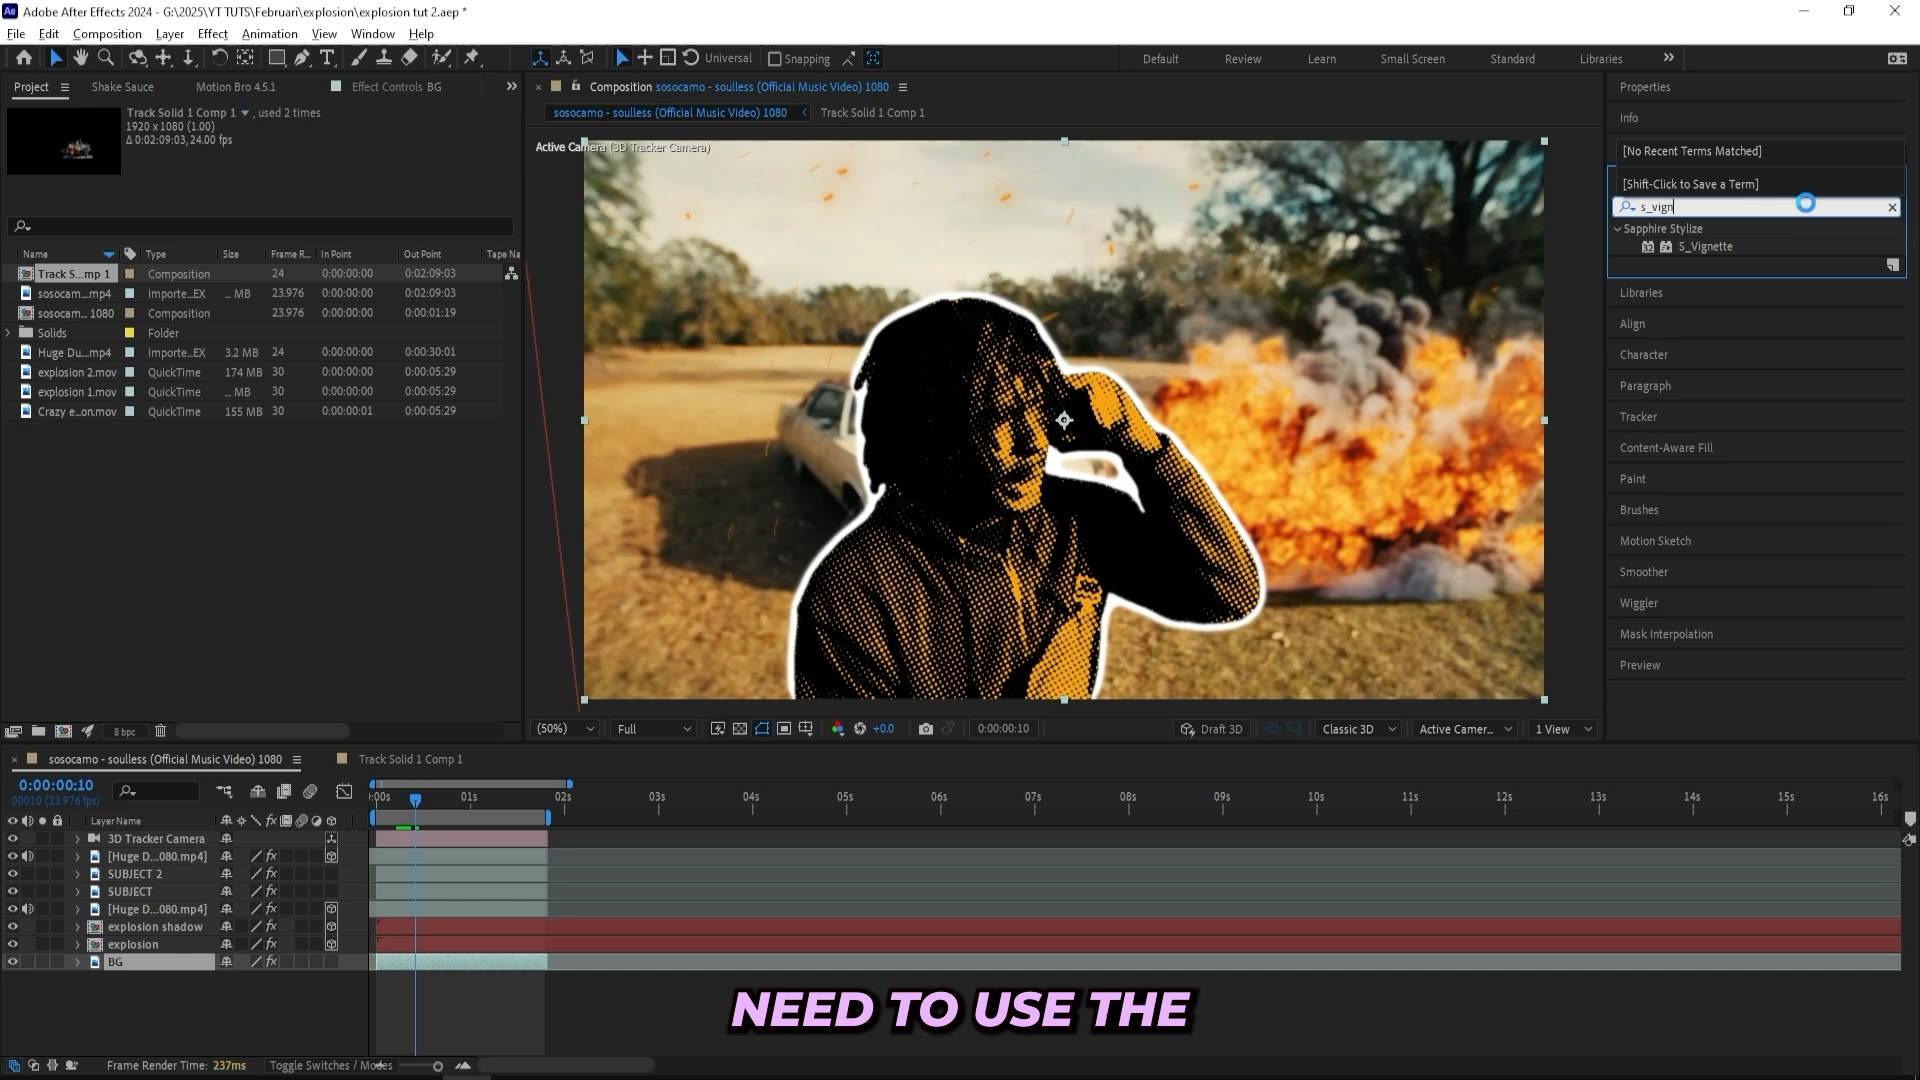 Ae Adobe After Effects 2024 - G:\2025\YT TUTS\Februari\explosion\explosion tut 2.aep *
File Edit Composition Layer Effect Animation View Window Help
Universal Snapping Default Review Learn Small Screen Standard Libraries
Project Shake Sauce Motion Bro 4.5.1 Effect Controls BG
Track Solid 1 Comp 1 , used 2 times
1920 x 1080 (1.00)
Δ 0:02:09:03, 24.00 fps
Name Type Size Frame R... In Point Out Point Tape Na
Track S...mp 1 Composition 24 0:00:00:00 0:02:09:03
sosocam....mp4 Importe...EX ... MB 23.976 0:00:00:00 0:02:09:03
sosocam... 1080 Composition 23.976 0:00:00:00 0:00:01:19
Solids Folder
Huge Du....mp4 Importe...EX 3.2 MB 24 0:00:00:00 0:00:30:01
explosion 2.mov QuickTime 174 MB 30 0:00:00:00 0:00:05:29
explosion 1.mov QuickTime ... MB 30 0:00:00:00 0:00:05:29
Crazy e...on.mov QuickTime 155 MB 30 0:00:00:01 0:00:05:29
8 bpc
Composition sosocamo - soulless (Official Music Video) 1080
sosocamo - soulless (Official Music Video) 1080 Track Solid 1 Comp 1
Active Camera (3D Tracker Camera)
(50%) Full +0.0 0:00:00:10 Draft 3D Classic 3D Active Camer... 1 View
Properties
Info
[No Recent Terms Matched]
[Shift-Click to Save a Term]
s_vign
Sapphire Stylize
32 S_Vignette
Libraries
Align
Character
Paragraph
Tracker
Content-Aware Fill
Paint
Brushes
Motion Sketch
Smoother
Wiggler
Mask Interpolation
Preview
sosocamo - soulless (Official Music Video) 1080 Track Solid 1 Comp 1
0:00:00:10
00010 (23.976 fps)
:00s 01s 02s 03s 04s 05s 06s 07s 08s 09s 10s 11s 12s 13s 14s 15s 16s
Layer Name
3D Tracker Camera
[Huge D...080.mp4]
SUBJECT 2
SUBJECT
[Huge D...080.mp4]
explosion shadow
explosion
BG
NEED TO USE THE
Frame Render Time: 237ms Toggle Switches / Modes